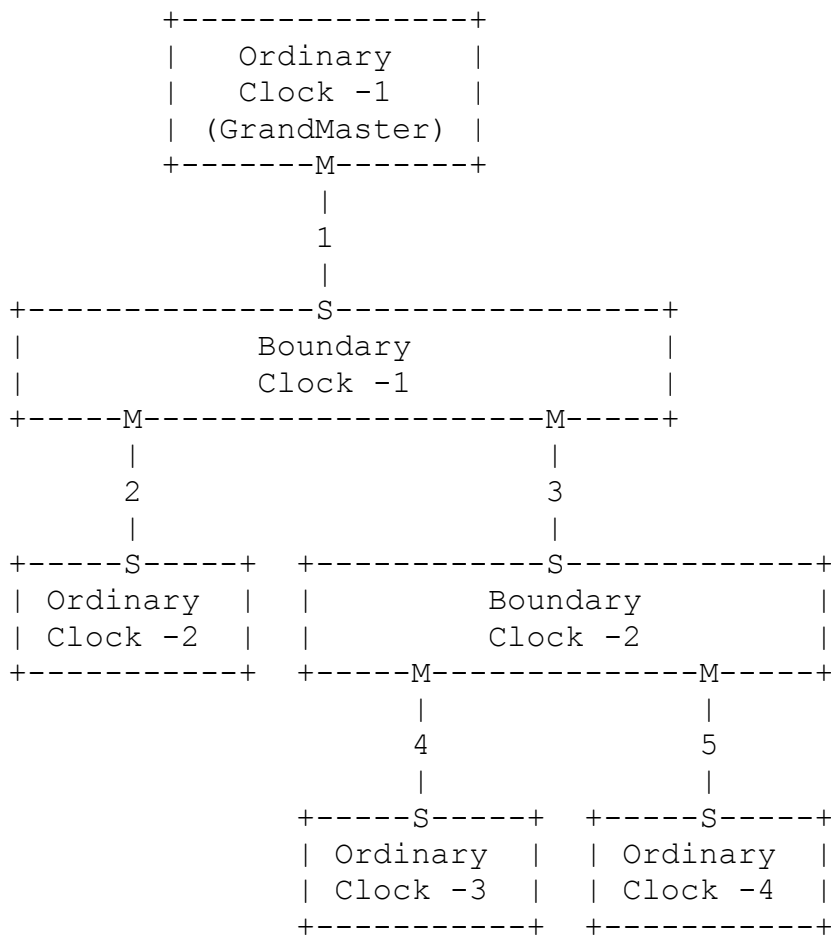 +---------------+
|   Ordinary    |
|   Clock -1    |
| (GrandMaster) |
+-------M-------+
|
1
|
+---------------S-----------------+
|            Boundary             |
|            Clock -1             |
+-----M---------------------M-----+
|                     |
2                     3
|                     |
+-----S-----+  +------------S-------------+
| Ordinary  |  |         Boundary         |
| Clock -2  |  |         Clock -2         |
+-----------+  +-----M--------------M-----+
|              |
4              5
|              |
+-----S-----+  +-----S-----+
| Ordinary  |  | Ordinary  |
| Clock -3  |  | Clock -4  |
+-----------+  +-----------+